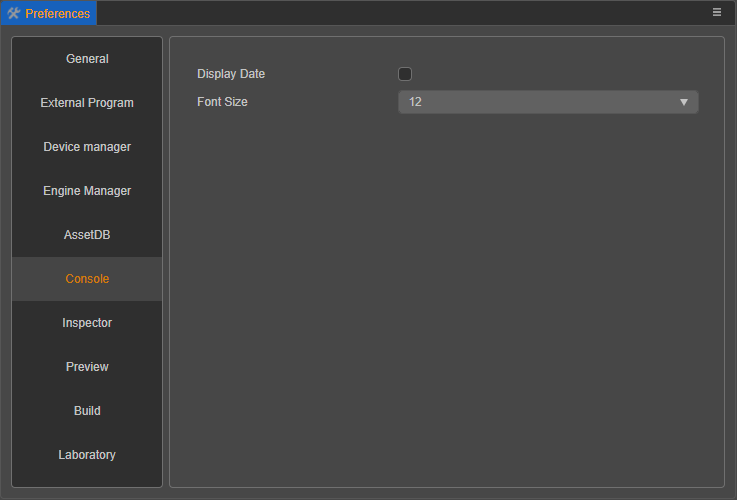 Preferences
General
External Program
Device manager
Engine Manager
AssetDB
Console
Inspector
Preview
Build
Laboratory
Display Date
Font Size
12